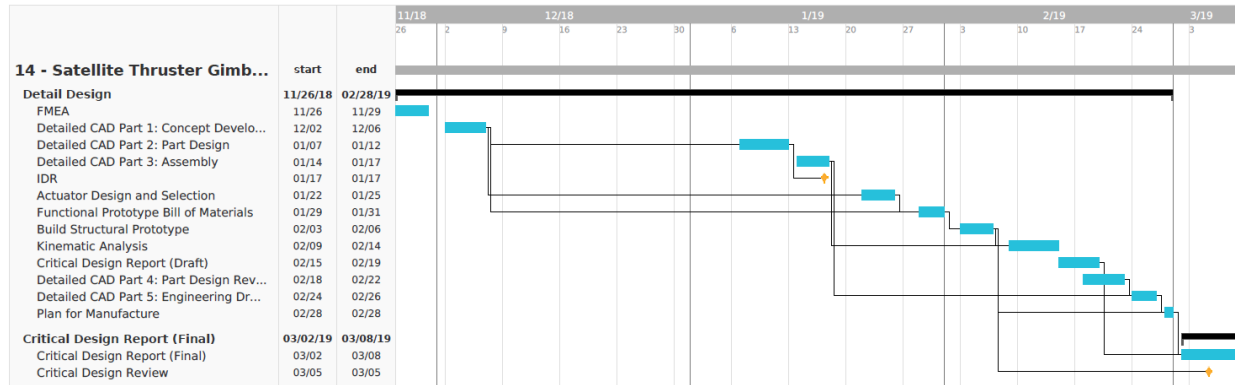 11/18 12/18 1/19 2/19 3/19
26 2 9 16 23 30 6 13 20 27 3 10 17 24 3
14 - Satellite Thruster Gimb... start end
Detail Design 11/26/18 02/28/19
FMEA 11/26 11/29
Detailed CAD Part 1: Concept Develo... 12/02 12/06
Detailed CAD Part 2: Part Design 01/07 01/12
Detailed CAD Part 3: Assembly 01/14 01/17
IDR 01/17 01/17
Actuator Design and Selection 01/22 01/25
Functional Prototype Bill of Materials 01/29 01/31
Build Structural Prototype 02/03 02/06
Kinematic Analysis 02/09 02/14
Critical Design Report (Draft) 02/15 02/19
Detailed CAD Part 4: Part Design Rev... 02/18 02/22
Detailed CAD Part 5: Engineering Dr... 02/24 02/26
Plan for Manufacture 02/28 02/28
Critical Design Report (Final) 03/02/19 03/08/19
Critical Design Report (Final) 03/02 03/08
Critical Design Review 03/05 03/05